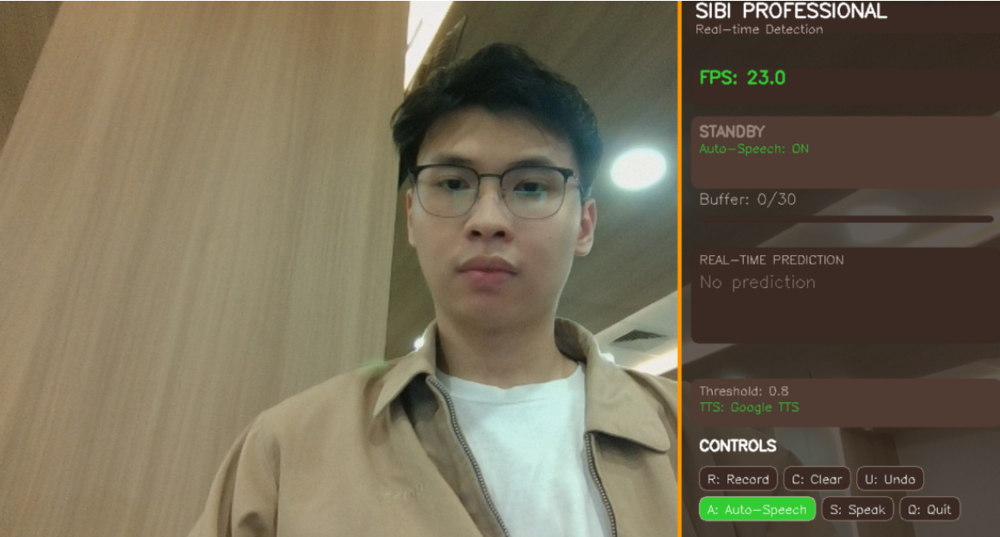 SIBI PROFESSIONAL
Real-time Detection
FPS: 23.0
STANDBY
Auto-Speech: ON
Buffer: 0/30
REAL-TIME PREDICTION
No prediction
Threshold: 0.8
TTS: Google TTS
CONTROLS
R: Record C: Clear U: Undo
A: Auto-Speech S: Speak Q: Quit